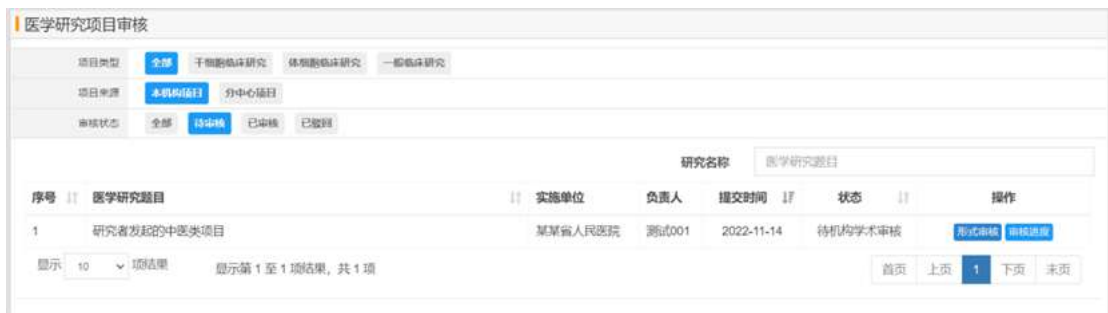 医学研究项目审核
项目类型 全部 干细胞临床研究 体细胞临床研究 一般临床研究
项目来源 本机构项目 分中心项目
审核状态 全部 待审核 已审核 已驳回
研究名称 医学研究题目
序号 医学研究题目 实施单位 负责人 提交时间 状态 操作
1 研究者发起的中医类项目 某某省人民医院 测试001 2022-11-14 待机构学术审核 形式审核 审核进度
显示 10 项结果 显示第 1 至 1 项结果，共 1 项 首页 上页 1 下页 末页